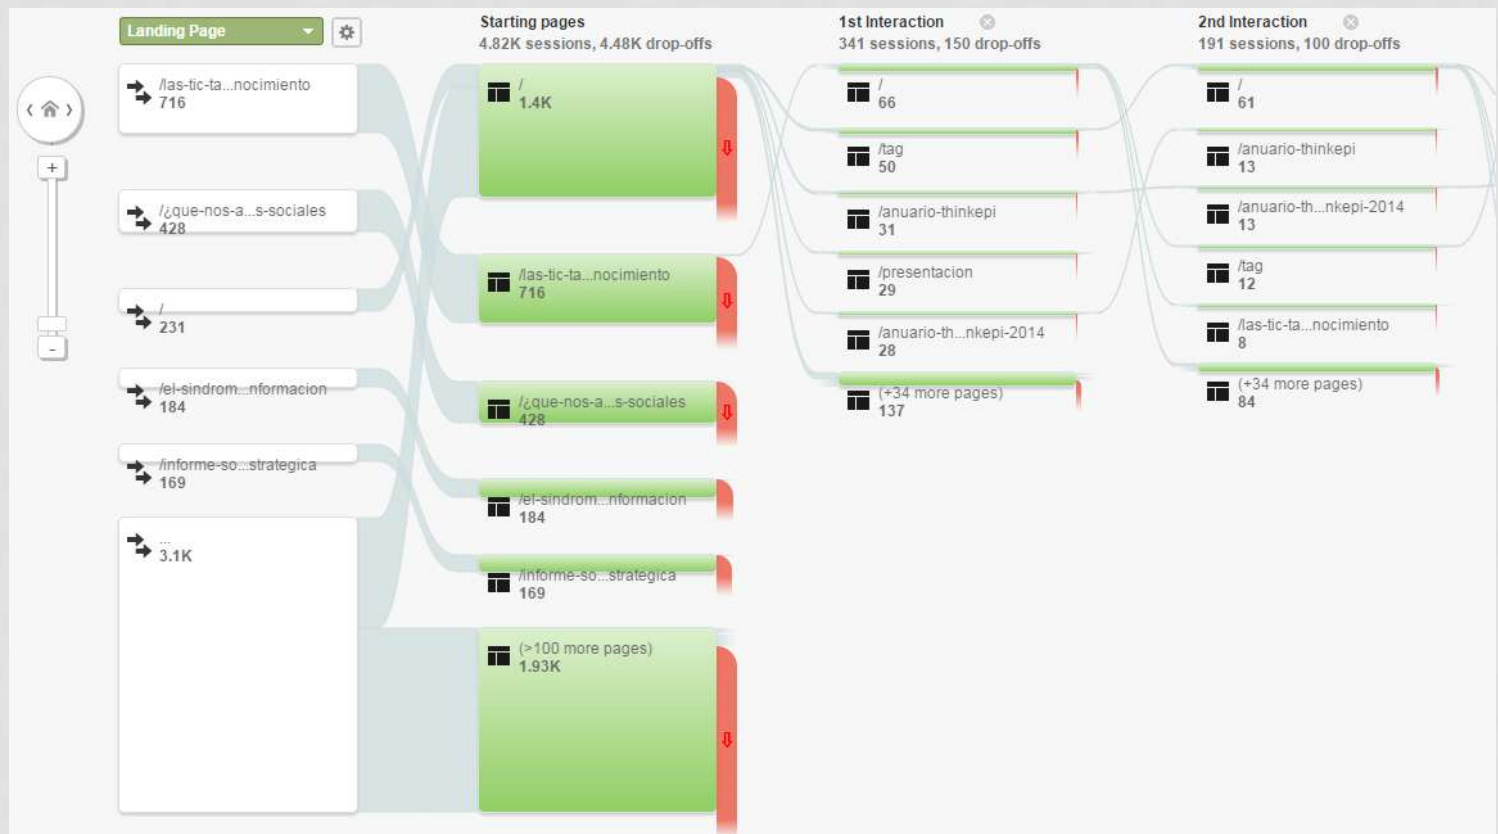 Landing Page
/las-tic-ta...nocimiento
716
/¿que-nos-a...s-sociales
428
/
231
/el-sindrom...nformacion
184
/informe-so...strategica
169
...
3.1K
Starting pages
4.82K sessions, 4.48K drop-offs
/
1.4K
/las-tic-ta...nocimiento
716
/¿que-nos-a...s-sociales
428
/el-sindrom...nformacion
184
/informe-so...strategica
169
(>100 more pages)
1.93K
1st Interaction
341 sessions, 150 drop-offs
/
66
/tag
50
/anuario-thinkepi
31
/presentacion
29
/anuario-th...nkepi-2014
28
(+34 more pages)
137
2nd Interaction
191 sessions, 100 drop-offs
/
61
/anuario-thinkepi
13
/anuario-th...nkepi-2014
13
/tag
12
/las-tic-ta...nocimiento
8
(+34 more pages)
84